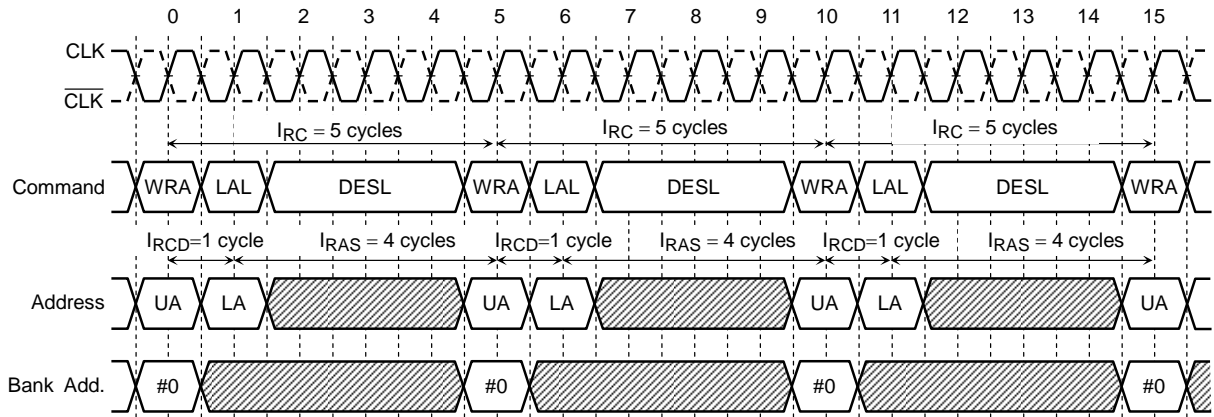 0 1 2 3 4 5 6 7 8 9 10 11 12 13 14 15
CLK
CLK
IRC = 5 cycles IRC = 5 cycles IRC = 5 cycles
Command WRA LAL DESL WRA LAL DESL WRA LAL DESL WRA
IRCD=1 cycle IRAS = 4 cycles IRCD=1 cycle IRAS = 4 cycles IRCD=1 cycle IRAS = 4 cycles
Address UA LA UA LA UA LA UA
Bank Add. #0 #0 #0 #0